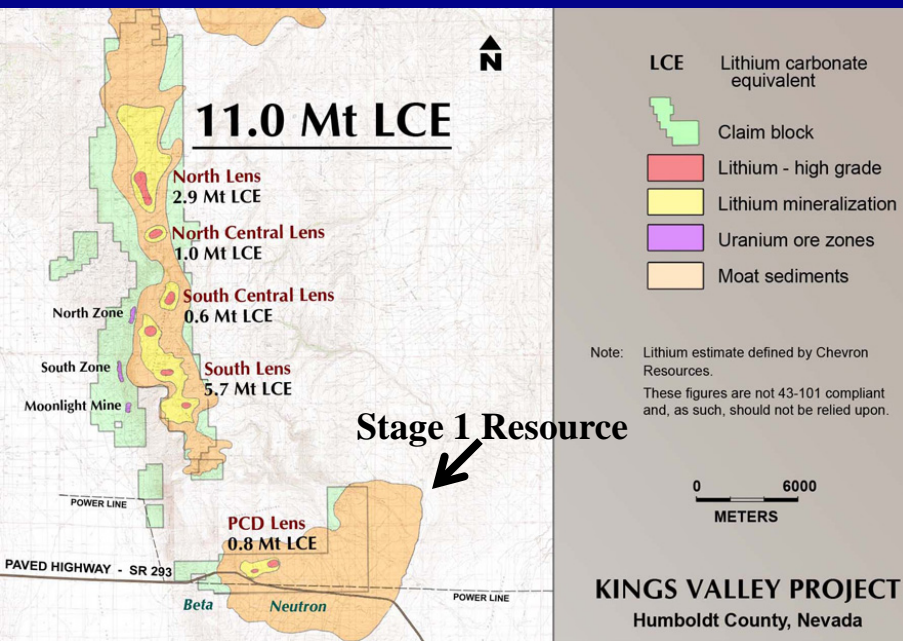 N
11.0 Mt LCE
North Lens
2.9 Mt LCE
North Central Lens
1.0 Mt LCE
South Central Lens
0.6 Mt LCE
North Zone
South Zone
South Lens
5.7 Mt LCE
Moonlight Mine
Stage 1 Resource
POWER LINE
PCD Lens
0.8 Mt LCE
PAVED HIGHWAY - SR 293
Beta
Neutron
POWER LINE
LCE Lithium carbonate
equivalent
Claim block
Lithium - high grade
Lithium mineralization
Uranium ore zones
Moat sediments
Note: Lithium estimate defined by Chevron
Resources.
These figures are not 43-101 compliant
and, as such, should not be relied upon.
0 6000
METERS
KINGS VALLEY PROJECT
Humboldt County, Nevada